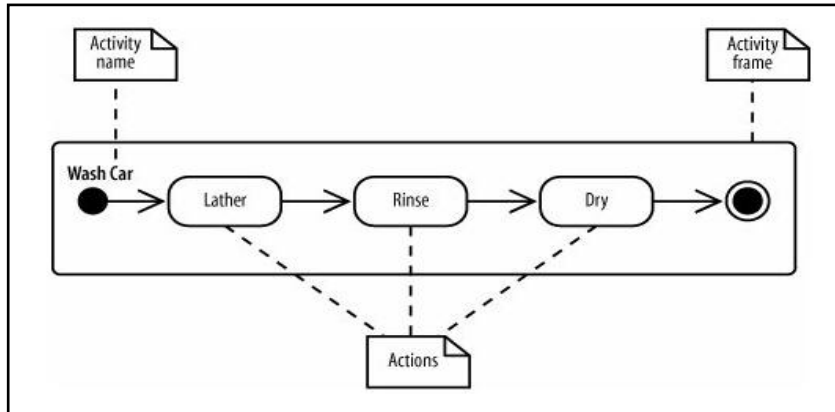 Activity
name
Activity
frame
Wash Car
Lather
Rinse
Dry
Actions